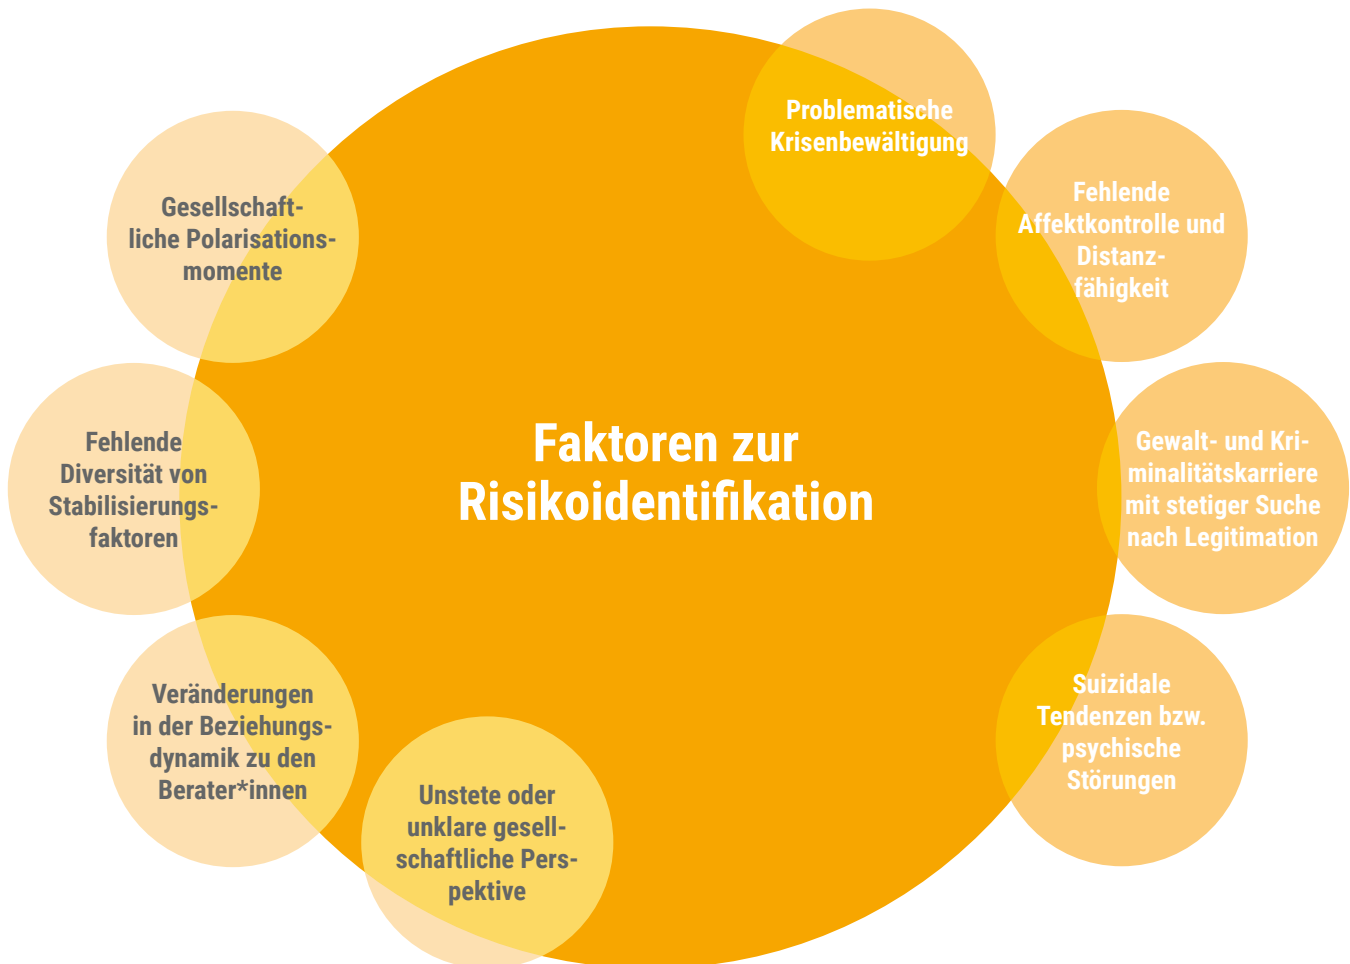 Faktoren zur
Risikoidentifikation
Problematische
Krisenbewältigung
Fehlende
Affektkontrolle und
Distanz-
fähigkeit
Gewalt- und Kri-
minalitätskarriere
mit stetiger Suche
nach Legitimation
Suizidale
Tendenzen bzw.
psychische
Störungen
Unstete oder
unklare gesell-
schaftliche Pers-
pektive
Veränderungen
in der Beziehungs-
dynamik zu den
Berater*innen
Fehlende
Diversität von
Stabilisierungs-
faktoren
Gesellschaft-
liche Polarisations-
momente